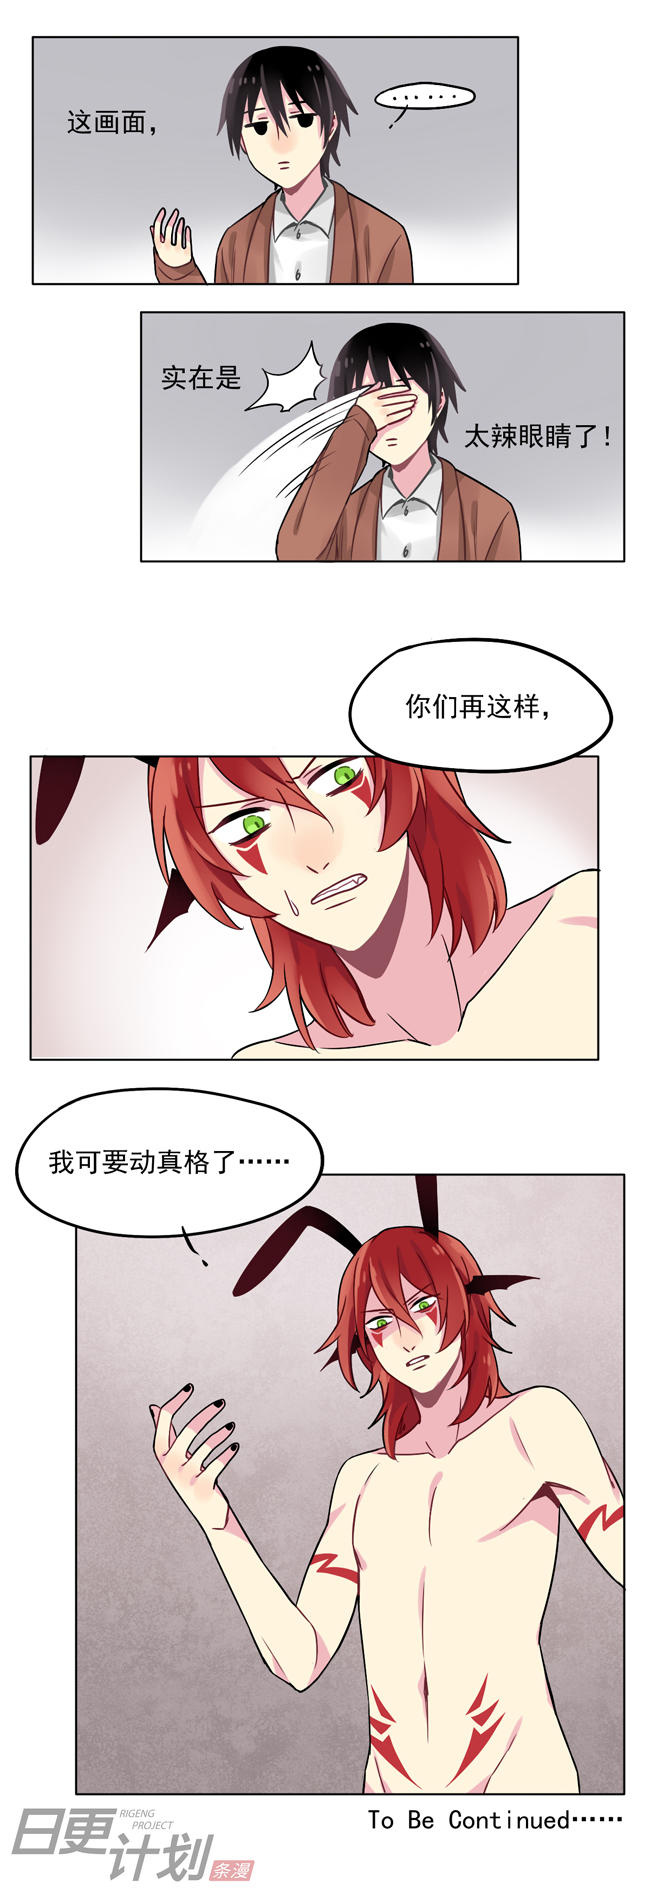 这画面，
……
实在是
太辣眼睛了！
你们再这样，
我可要动真格了……
To Be Continued……
日更计划
RIGENG
PROJECT
条漫